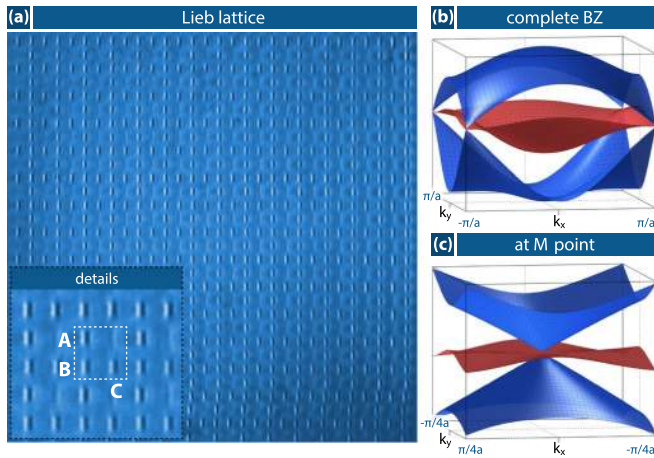 (a) Lieb lattice
details
A
B
C
(b) complete BZ
π/a
k_y
-π/a
k_x
π/a
(c) at M point
-π/4a
k_y
π/4a
k_x
-π/4a